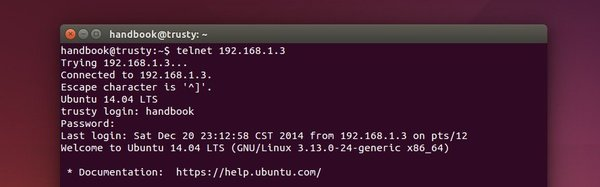 handbook@trusty: ~
handbook@trusty:~$ telnet 192.168.1.3
Trying 192.168.1.3...
Connected to 192.168.1.3.
Escape character is '^]'.
Ubuntu 14.04 LTS
trusty login: handbook
Password:
Last login: Sat Dec 20 23:12:58 CST 2014 from 192.168.1.3 on pts/12
Welcome to Ubuntu 14.04 LTS (GNU/Linux 3.13.0-24-generic x86_64)
* Documentation:  https://help.ubuntu.com/